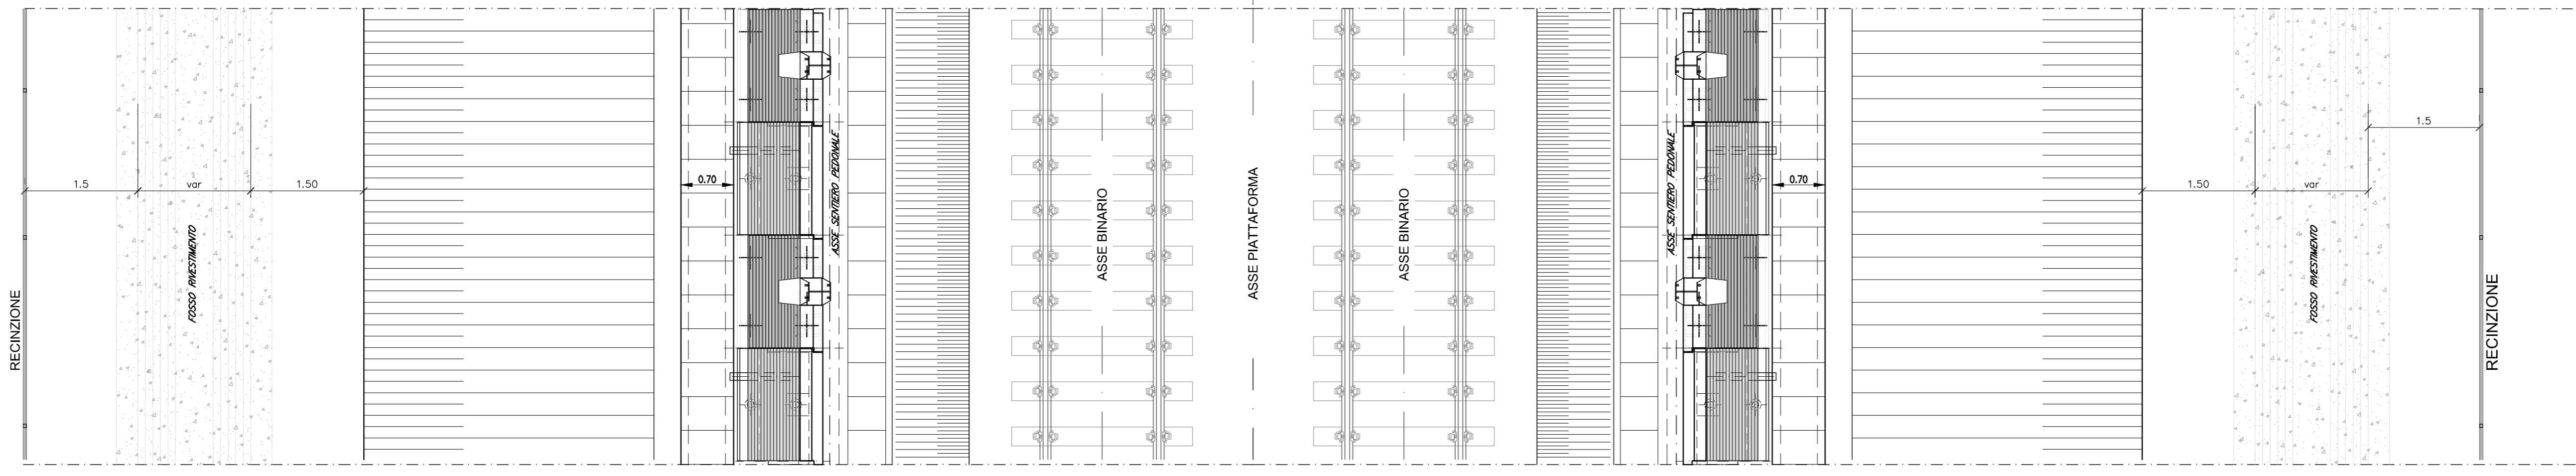 RECINZIONE
1.5
var
1.50
FOSSO RIVESTIMENTO
0.70
ASSE SENTIERO PEDONALE
ASSE BINARIO
ASSE PIATTAFORMA
ASSE BINARIO
ASSE SENTIERO PEDONALE
0.70
1.50
var
1.5
FOSSO RIVESTIMENTO
RECINZIONE